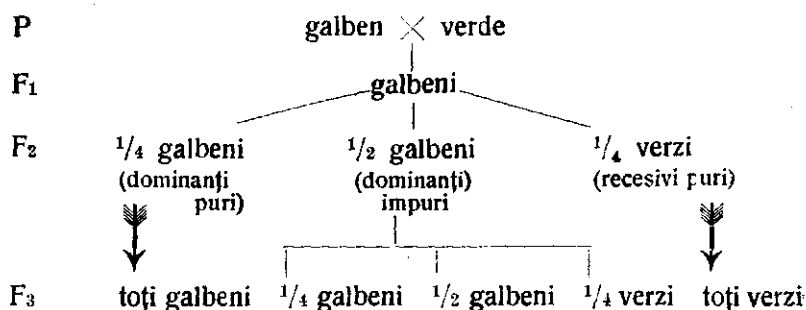 P galben × verde
F₁ galbeni
F₂ ¹/₄ galbeni ¹/₂ galbeni ¹/₄ verzi
(dominanți (dominanți) (recesivi puri)
puri) impuri
F₃ toți galbeni ¹/₄ galbeni ¹/₂ galbeni ¹/₄ verzi toți verzi